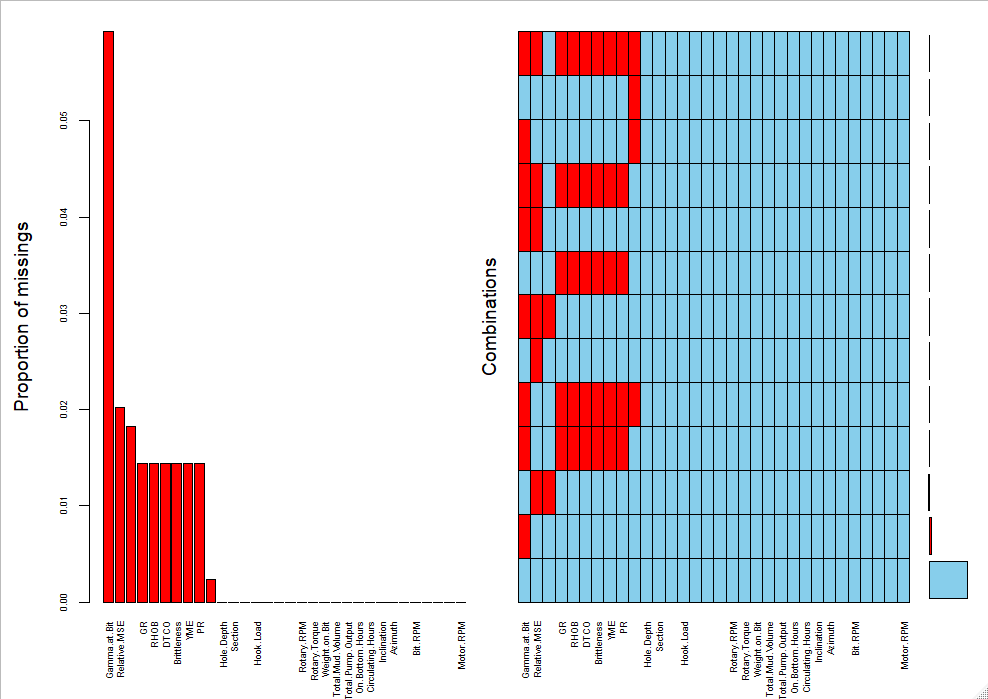 Proportion of missings
0.00
0.01
0.02
0.03
0.04
0.05
Gamma.at.Bit
Relative.MSE
GR
RHOB
DTCO
Brittleness
YME
PR
Hole.Depth
Section
Hook.Load
Rotary.RPM
Rotary.Torque
Weight.on.Bit
Total.Mud.Volume
Total.Pump.Output
On.Bottom.Hours
Circulating.Hours
Inclination
Azimuth
Bit.RPM
Motor.RPM
Combinations
Gamma.at.Bit
Relative.MSE
GR
RHOB
DTCO
Brittleness
YME
PR
Hole.Depth
Section
Hook.Load
Rotary.RPM
Rotary.Torque
Weight.on.Bit
Total.Mud.Volume
Total.Pump.Output
On.Bottom.Hours
Circulating.Hours
Inclination
Azimuth
Bit.RPM
Motor.RPM